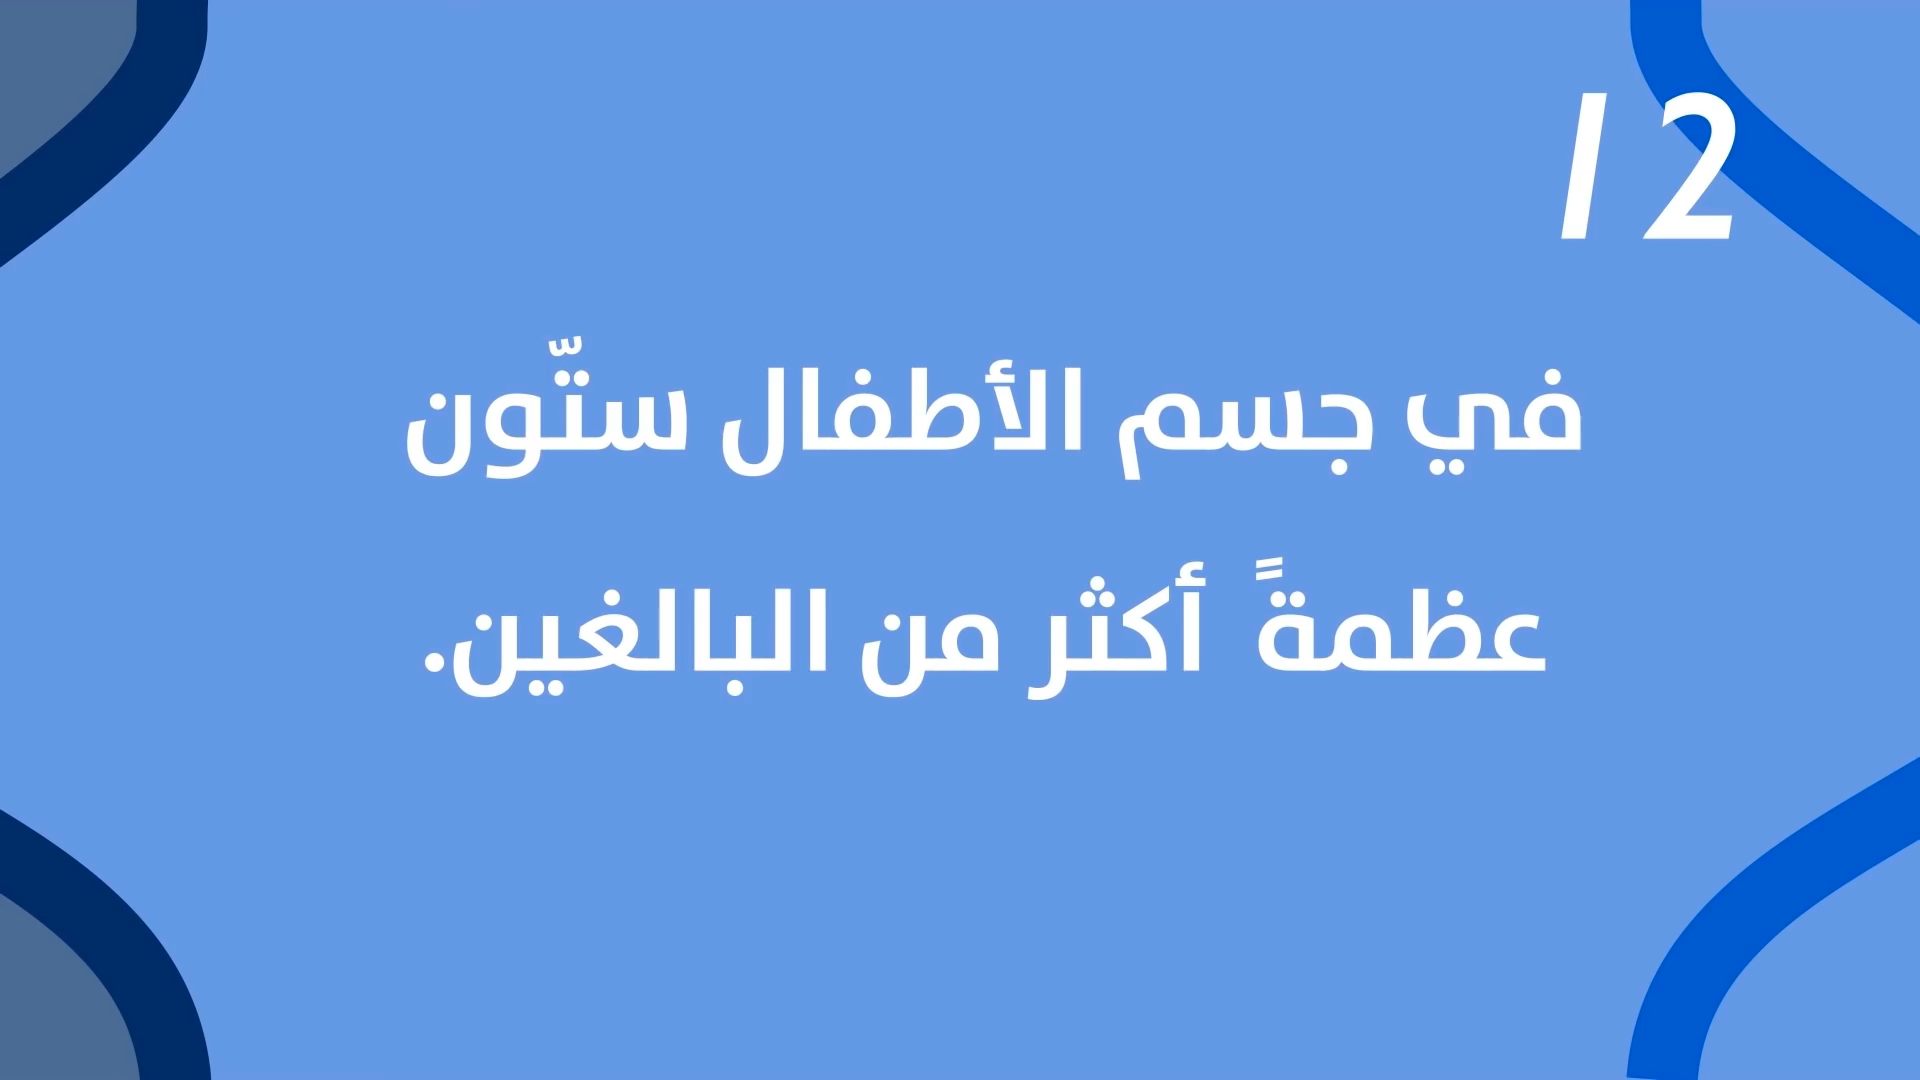 12
في جسم الأطفال ستّون
عظمةً أكثر من البالغين.